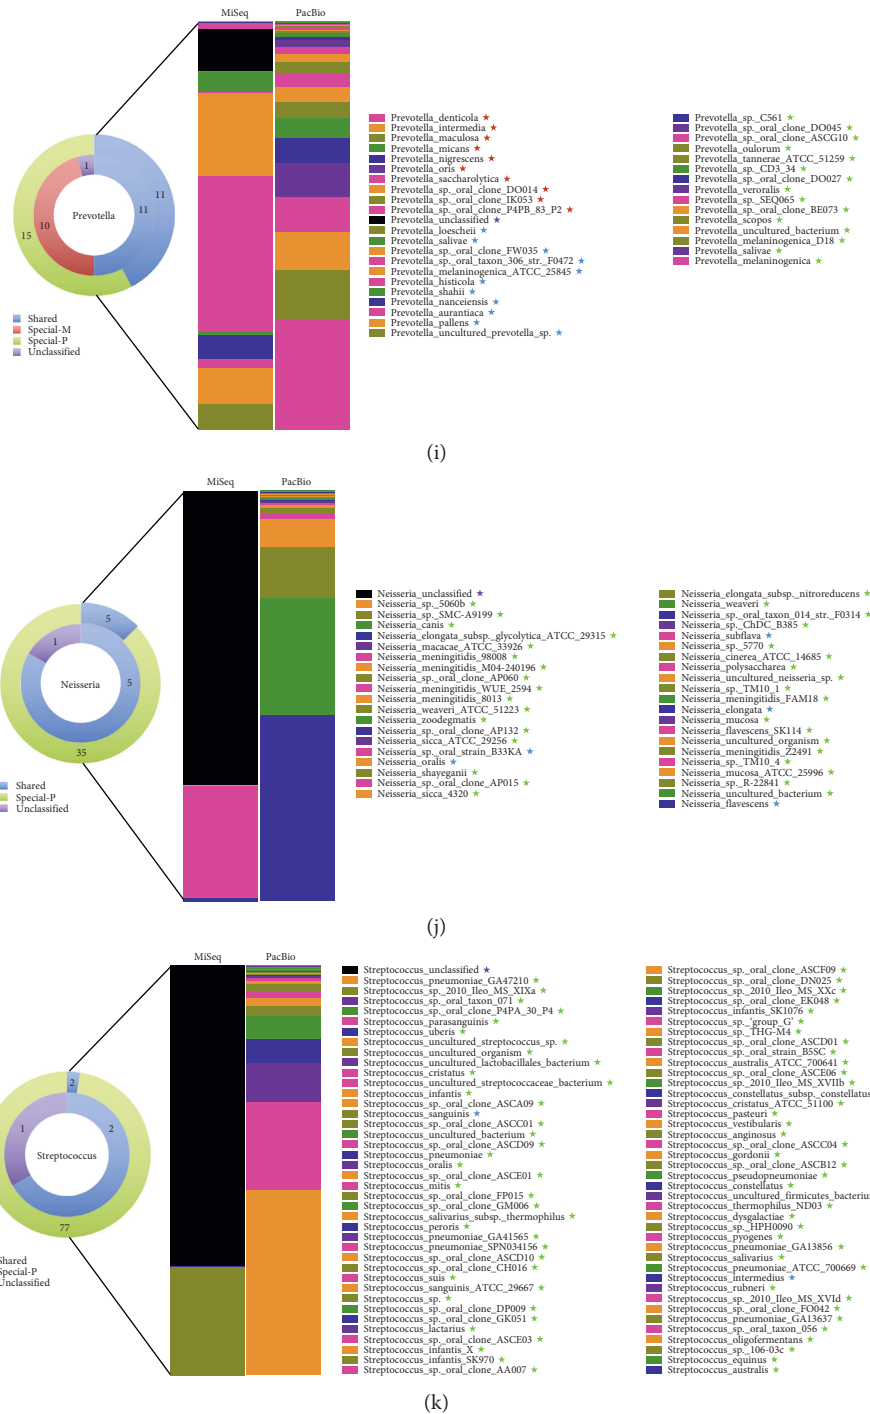 MiSeq PacBio
Prevotella_denticola ★
Prevotella_intermedia ★
Prevotella_maculosa ★
Prevotella_micans ★
Prevotella_nigrescens ★
Prevotella_oris ★
Prevotella_saccharolytica ★
Prevotella_sp._oral_clone_DO014 ★
Prevotella_sp._oral_clone_IK053 ★
Prevotella_sp._oral_clone_P4PB_83_P2 ★
Prevotella_unclassified ★
Prevotella_loescheii ★
Prevotella_salivae ★
Prevotella_sp._oral_clone_FW035 ★
Prevotella_sp._oral_taxon_306_str._F0472 ★
Prevotella_melaninogenica_ATCC_25845 ★
Prevotella_histicola ★
Prevotella_shahii ★
Prevotella_nanceiensis ★
Prevotella_aurantiaca ★
Prevotella_pallens ★
Prevotella_uncultured_prevotella_sp. ★
Prevotella_sp._C561 ★
Prevotella_sp._oral_clone_DO045 ★
Prevotella_sp._oral_clone_ASCG10 ★
Prevotella_oulorum ★
Prevotella_tannerae_ATCC_51259 ★
Prevotella_sp._CD3_34 ★
Prevotella_sp._oral_clone_DO027 ★
Prevotella_veroralis ★
Prevotella_sp._SEQ065 ★
Prevotella_sp._oral_clone_BE073 ★
Prevotella_scopos ★
Prevotella_uncultured_bacterium ★
Prevotella_melaninogenica_D18 ★
Prevotella_salivae ★
Prevotella_melaninogenica ★
1
11
11
10
15
Prevotella
Shared
Special-M
Special-P
Unclassified
(i)
MiSeq PacBio
5
1
5
35
Neisseria
Shared
Special-P
Unclassified
Neisseria_unclassified ★
Neisseria_sp._5060b ★
Neisseria_sp._SMC-A9199 ★
Neisseria_canis ★
Neisseria_elongata_subsp._glycolytica_ATCC_29315 ★
Neisseria_macacae_ATCC_33926 ★
Neisseria_meningitidis_98008 ★
Neisseria_meningitidis_M04-240196 ★
Neisseria_sp._oral_clone_AP060 ★
Neisseria_meningitidis_WUE_2594 ★
Neisseria_meningitidis_8013 ★
Neisseria_weaveri_ATCC_51223 ★
Neisseria_zoodegmatis ★
Neisseria_sp._oral_clone_AP132 ★
Neisseria_sicca_ATCC_29256 ★
Neisseria_sp._oral_strain_B33KA ★
Neisseria_oralis ★
Neisseria_shayeganii ★
Neisseria_sp._oral_clone_AP015 ★
Neisseria_sicca_4320 ★
Neisseria_elongata_subsp._nitroreducens ★
Neisseria_weaveri ★
Neisseria_sp._oral_taxon_014_str._F0314 ★
Neisseria_sp._ChDC_B385 ★
Neisseria_subflava ★
Neisseria_sp._5770 ★
Neisseria_cinerea_ATCC_14685 ★
Neisseria_polysaccharea ★
Neisseria_uncultured_neisseria_sp. ★
Neisseria_sp._TM10_1 ★
Neisseria_meningitidis_FAM18 ★
Neisseria_elongata ★
Neisseria_mucosa ★
Neisseria_flavescens_SK114 ★
Neisseria_uncultured_organism ★
Neisseria_meningitidis_Z2491 ★
Neisseria_sp._TM10_4 ★
Neisseria_mucosa_ATCC_25996 ★
Neisseria_sp._R-22841 ★
Neisseria_uncultured_bacterium ★
Neisseria_flavescens ★
(j)
MiSeq PacBio
2
1
2
77
Streptococcus
Shared
Special-P
Unclassified
Streptococcus_unclassified ★
Streptococcus_pneumoniae_GA47210 ★
Streptococcus_sp._2010_Ileo_MS_XIXa ★
Streptococcus_sp._oral_taxon_071 ★
Streptococcus_sp._oral_clone_P4PA_30_P4 ★
Streptococcus_parasanguinis ★
Streptococcus_uberis ★
Streptococcus_uncultured_streptococcus_sp. ★
Streptococcus_uncultured_organism ★
Streptococcus_uncultured_lactobacillales_bacterium ★
Streptococcus_cristatus ★
Streptococcus_uncultured_streptococcaceae_bacterium ★
Streptococcus_infantis ★
Streptococcus_sp._oral_clone_ASCA09 ★
Streptococcus_sanguinis ★
Streptococcus_sp._oral_clone_ASCC01 ★
Streptococcus_uncultured_bacterium ★
Streptococcus_sp._oral_clone_ASCD09 ★
Streptococcus_pneumoniae ★
Streptococcus_oralis ★
Streptococcus_sp._oral_clone_ASCE01 ★
Streptococcus_mitis ★
Streptococcus_sp._oral_clone_FP015 ★
Streptococcus_sp._oral_clone_GM006 ★
Streptococcus_salivarius_subsp._thermophilus ★
Streptococcus_peroris ★
Streptococcus_pneumoniae_GA41565 ★
Streptococcus_pneumoniae_SPN034156 ★
Streptococcus_sp._oral_clone_ASCD10 ★
Streptococcus_sp._oral_clone_CH016 ★
Streptococcus_suis ★
Streptococcus_sanguinis_ATCC_29667 ★
Streptococcus_sp. ★
Streptococcus_sp._oral_clone_DP009 ★
Streptococcus_sp._oral_clone_GK051 ★
Streptococcus_lactarius ★
Streptococcus_sp._oral_clone_ASCE03 ★
Streptococcus_infantis_X ★
Streptococcus_infantis_SK970 ★
Streptococcus_sp._oral_clone_AA007 ★
Streptococcus_sp._oral_clone_ASCF09 ★
Streptococcus_sp._oral_clone_DN025 ★
Streptococcus_sp._2010_Ileo_MS_XXc ★
Streptococcus_sp._oral_clone_EK048 ★
Streptococcus_infantis_SK1076 ★
Streptococcus_sp._'group_G' ★
Streptococcus_sp._THG-M4 ★
Streptococcus_sp._oral_clone_ASCD01 ★
Streptococcus_sp._oral_strain_B5SC ★
Streptococcus_australis_ATCC_700641 ★
Streptococcus_sp._oral_clone_ASCE06 ★
Streptococcus_sp._2010_Ileo_MS_XVIIb ★
Streptococcus_constellatus_subsp._constellatus
Streptococcus_cristatus_ATCC_51100 ★
Streptococcus_pasteuri ★
Streptococcus_vestibularis ★
Streptococcus_anginosus ★
Streptococcus_sp._oral_clone_ASCC04 ★
Streptococcus_gordonii ★
Streptococcus_sp._oral_clone_ASCB12 ★
Streptococcus_pseudopneumoniae ★
Streptococcus_constellatus ★
Streptococcus_uncultured_firmicutes_bacterium
Streptococcus_thermophilus_ND03 ★
Streptococcus_dysgalactiae ★
Streptococcus_sp._HPH0090 ★
Streptococcus_pyogenes ★
Streptococcus_pneumoniae_GA13856 ★
Streptococcus_salivarius ★
Streptococcus_pneumoniae_ATCC_700669 ★
Streptococcus_intermedius ★
Streptococcus_rubneri ★
Streptococcus_sp._2010_Ileo_MS_XVId ★
Streptococcus_sp._oral_clone_FO042 ★
Streptococcus_pneumoniae_GA13637 ★
Streptococcus_sp._oral_taxon_056 ★
Streptococcus_oligofermentans ★
Streptococcus_sp._106-03c ★
Streptococcus_equinus ★
Streptococcus_australis ★
(k)